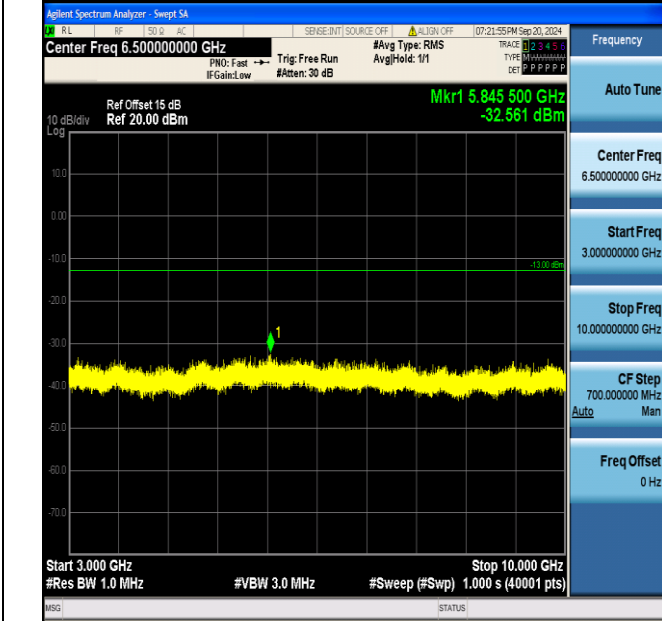 Agilent Spectrum Analyzer - Swept SA
RL RF 50 Ω AC SENSE:INT SOURCE OFF ALIGN OFF 07:21:55 PM Sep 20, 2024
Center Freq 6.500000000 GHz #Avg Type: RMS TRACE 1 2 3 4 5 6
PNO: Fast Trig: Free Run Avg|Hold: 1/1 TYPE M
IFGain:Low #Atten: 30 dB DET P P P P P P
Mkr1 5.845 500 GHz
-32.561 dBm
Ref Offset 15 dB
10 dB/div Ref 20.00 dBm
Log
10.0
0.00
-10.0
-13.00 dBm
-20.0
-30.0
1
-40.0
-50.0
-60.0
-70.0
Start 3.000 GHz Stop 10.000 GHz
#Res BW 1.0 MHz #VBW 3.0 MHz #Sweep (#Swp) 1.000 s (40001 pts)
MSG STATUS
Frequency
Auto Tune
Center Freq
6.500000000 GHz
Start Freq
3.000000000 GHz
Stop Freq
10.000000000 GHz
CF Step
700.000000 MHz
Auto Man
Freq Offset
0 Hz